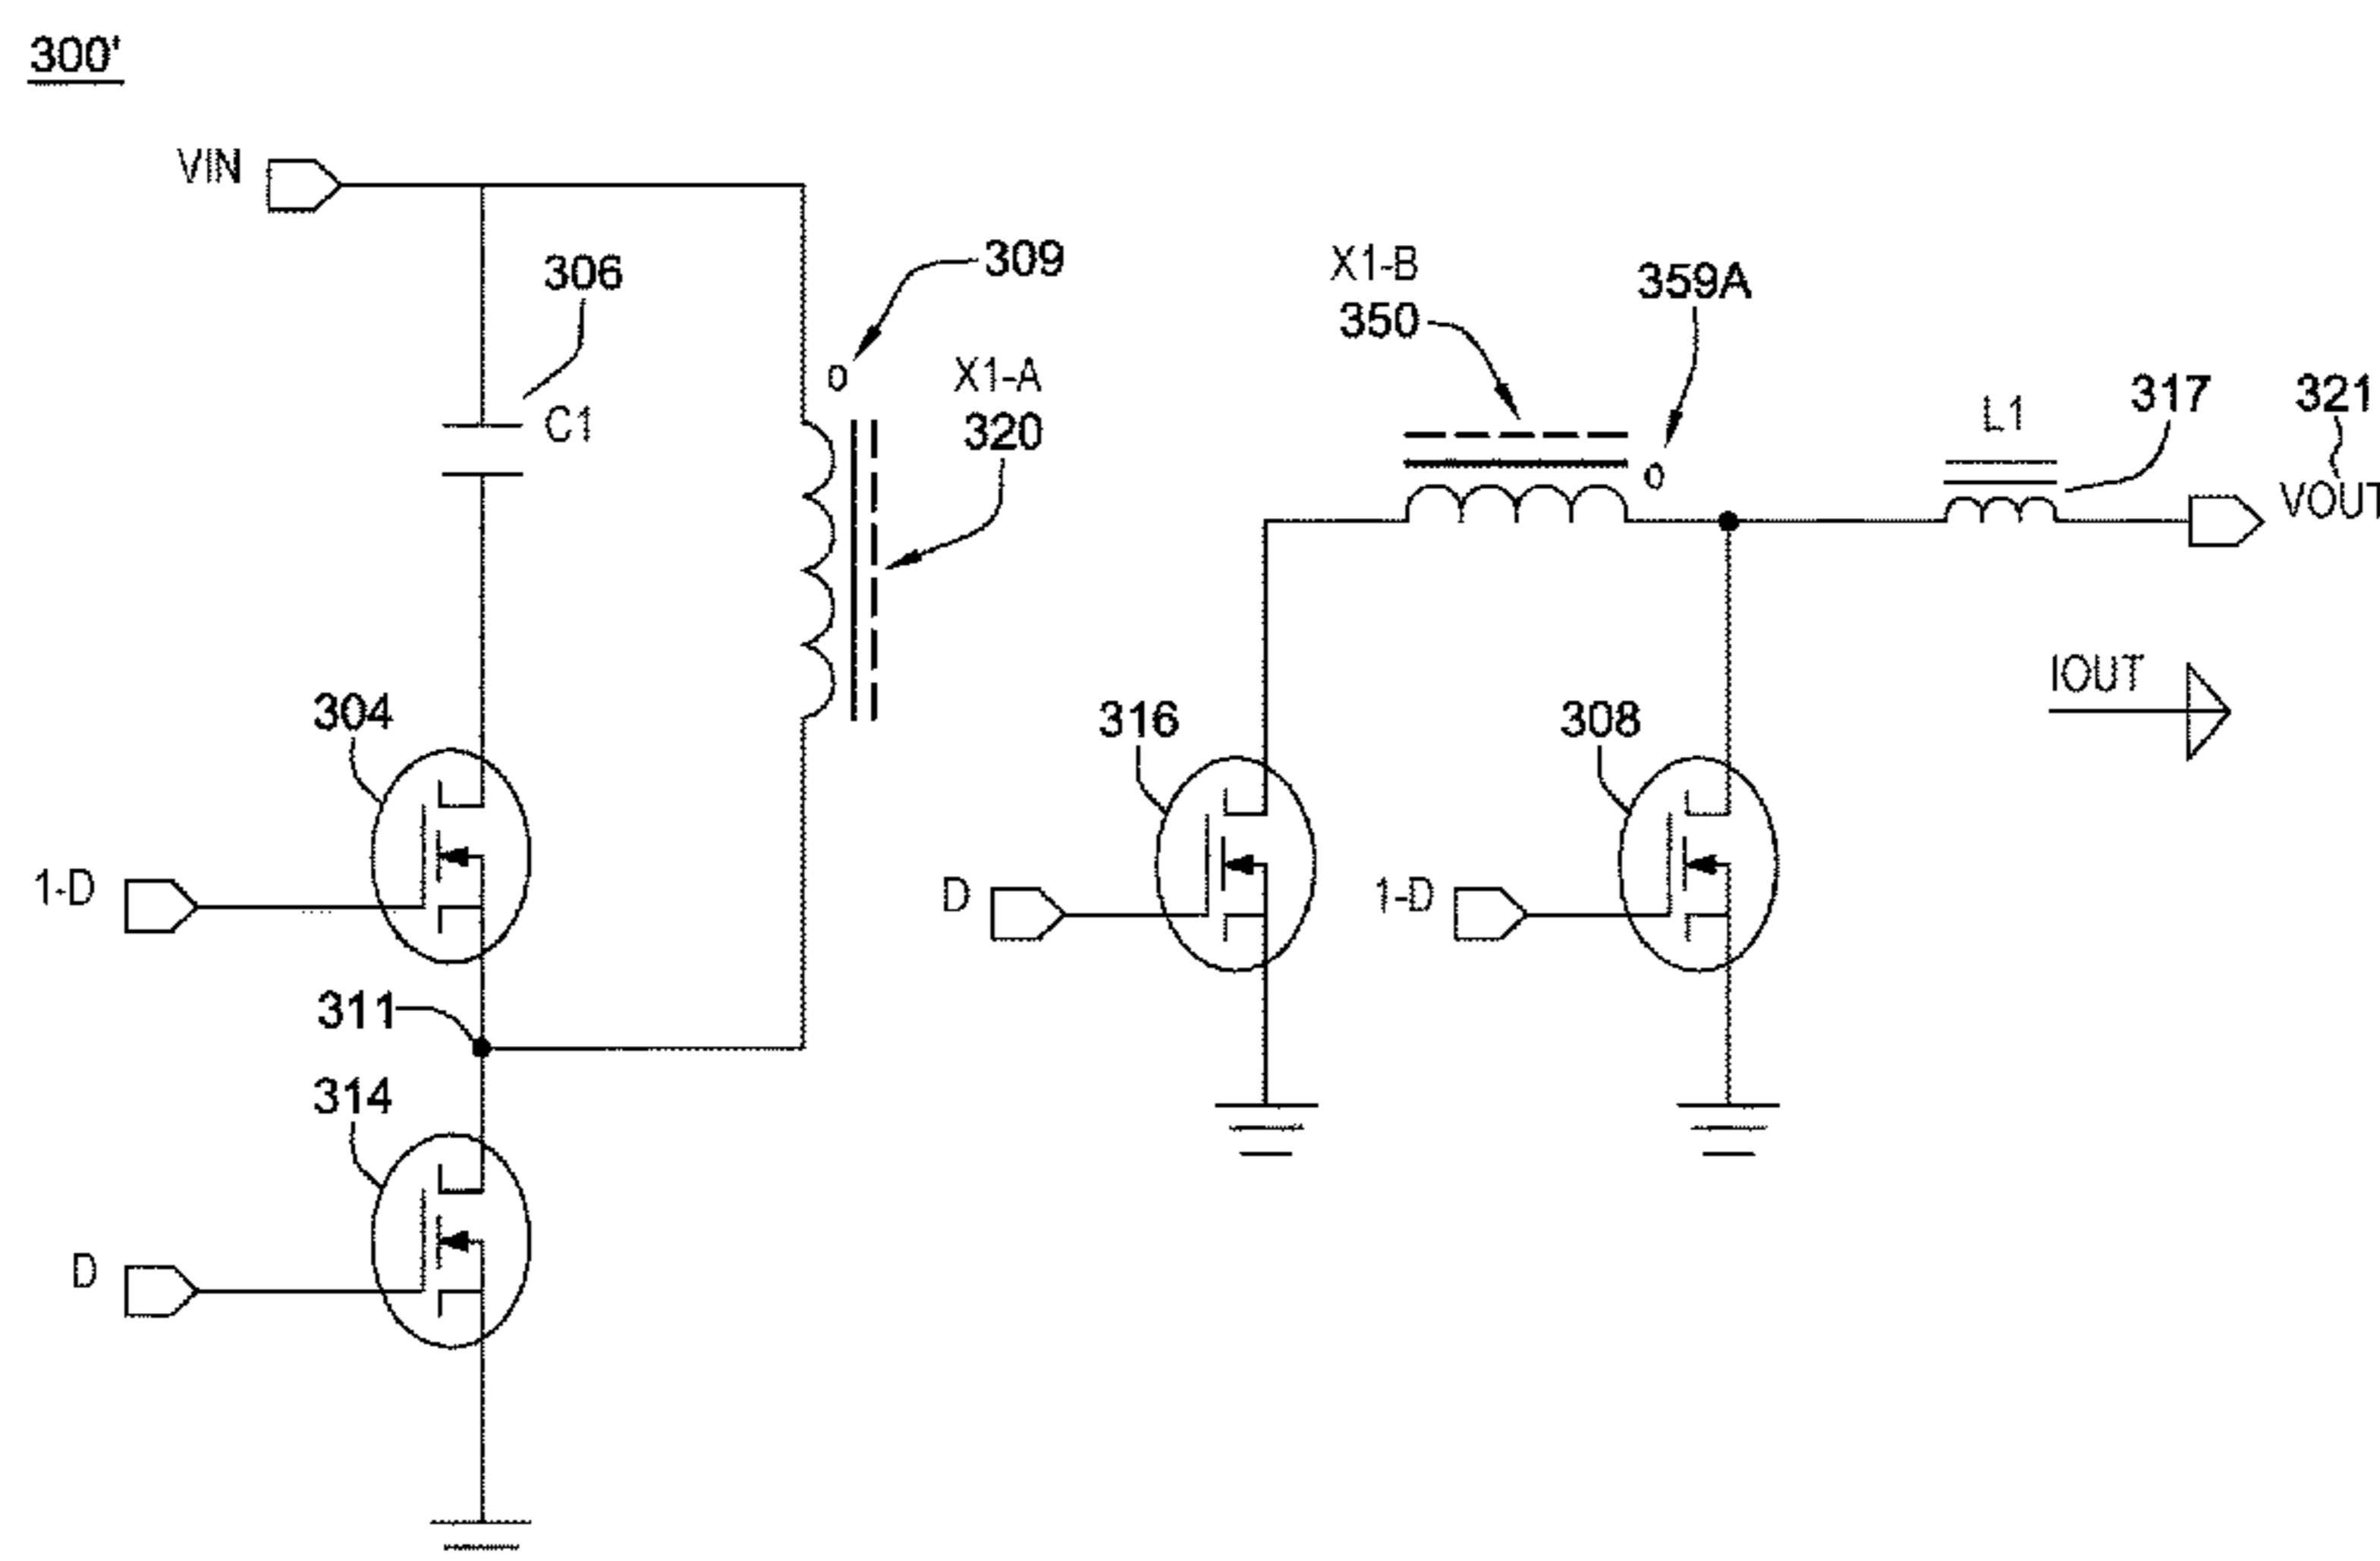 300'
VIN
306
C1
309
X1-A
320
X1-B
350
359A
L1
317
321
VOUT
IOUT
304
1-D
311
314
D
316
D
308
1-D